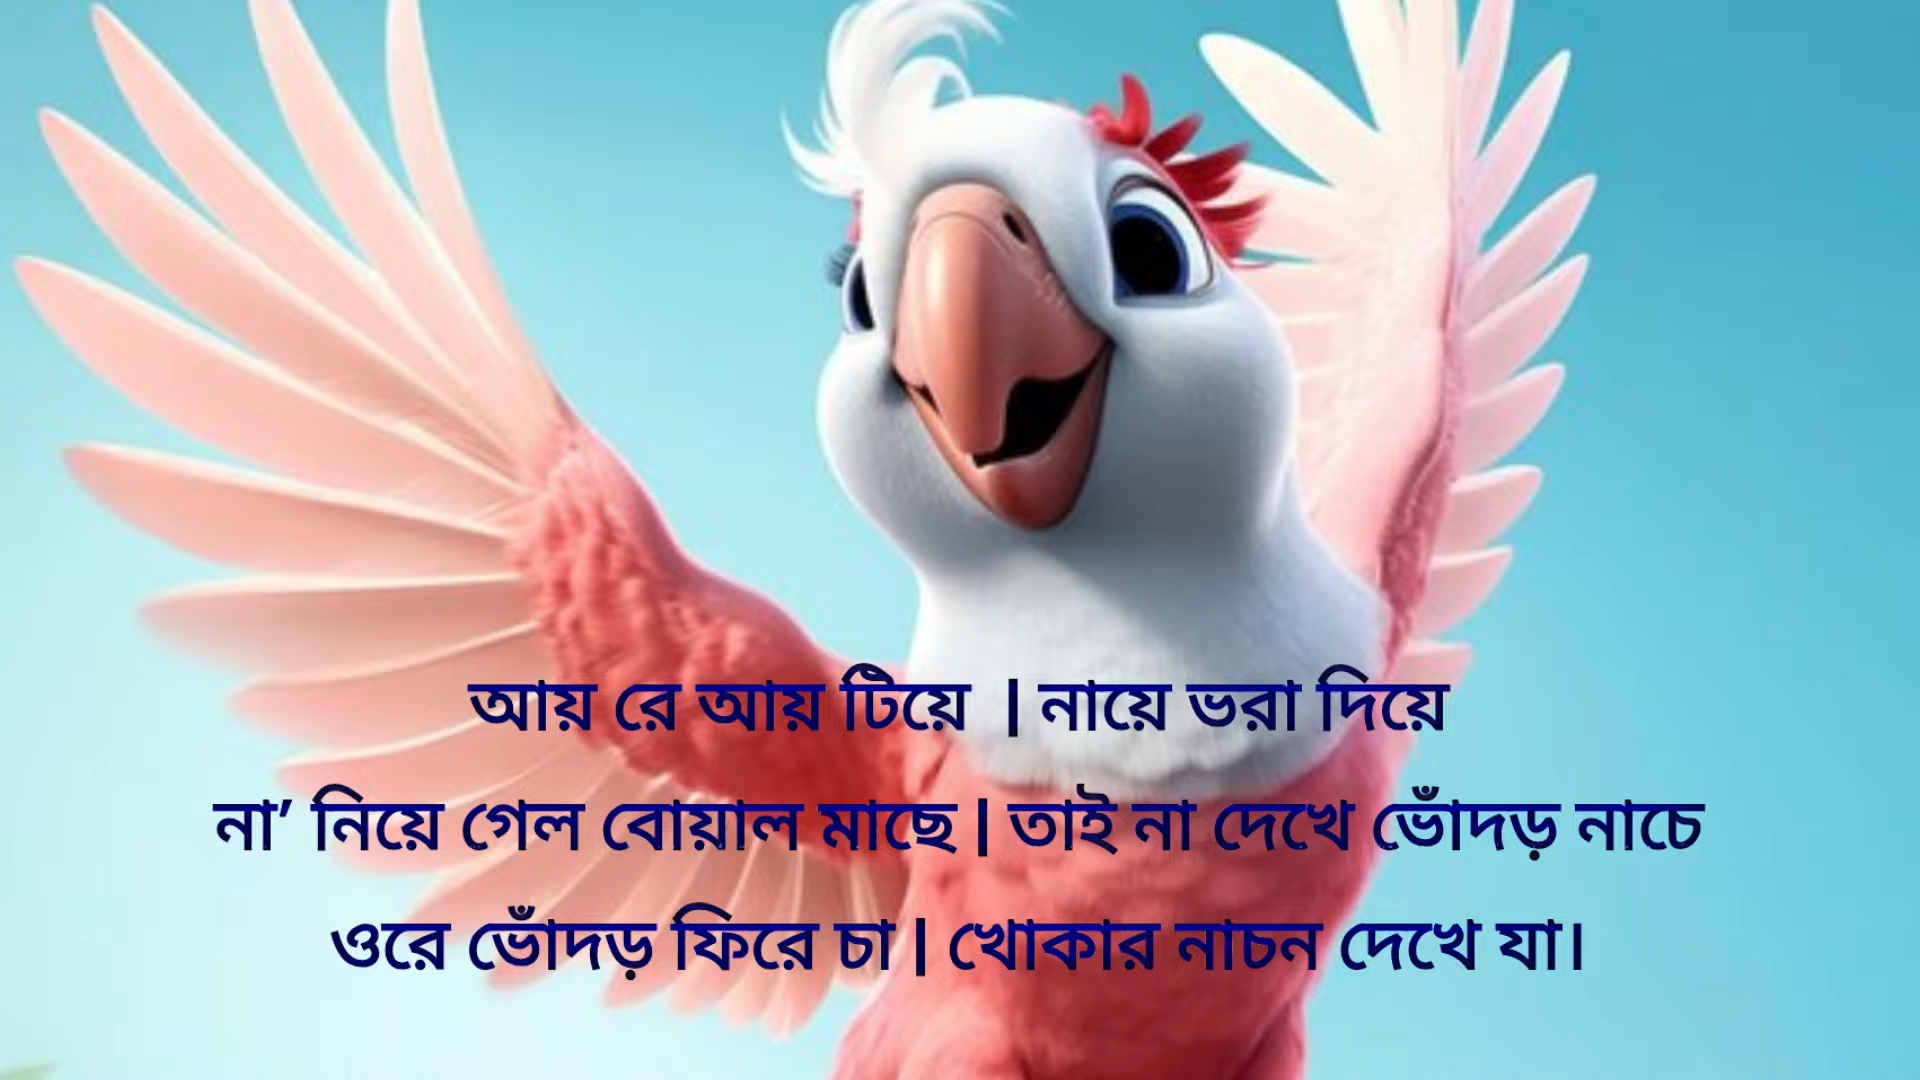 আয় রে আয় টিয়ে | নায়ে ভরা দিয়ে
না’ নিয়ে গেল বোয়াল মাছে | তাই না দেখে ভোঁদড় নাচে
ওরে ভোঁদড় ফিরে চা | খোকার নাচন দেখে যা।